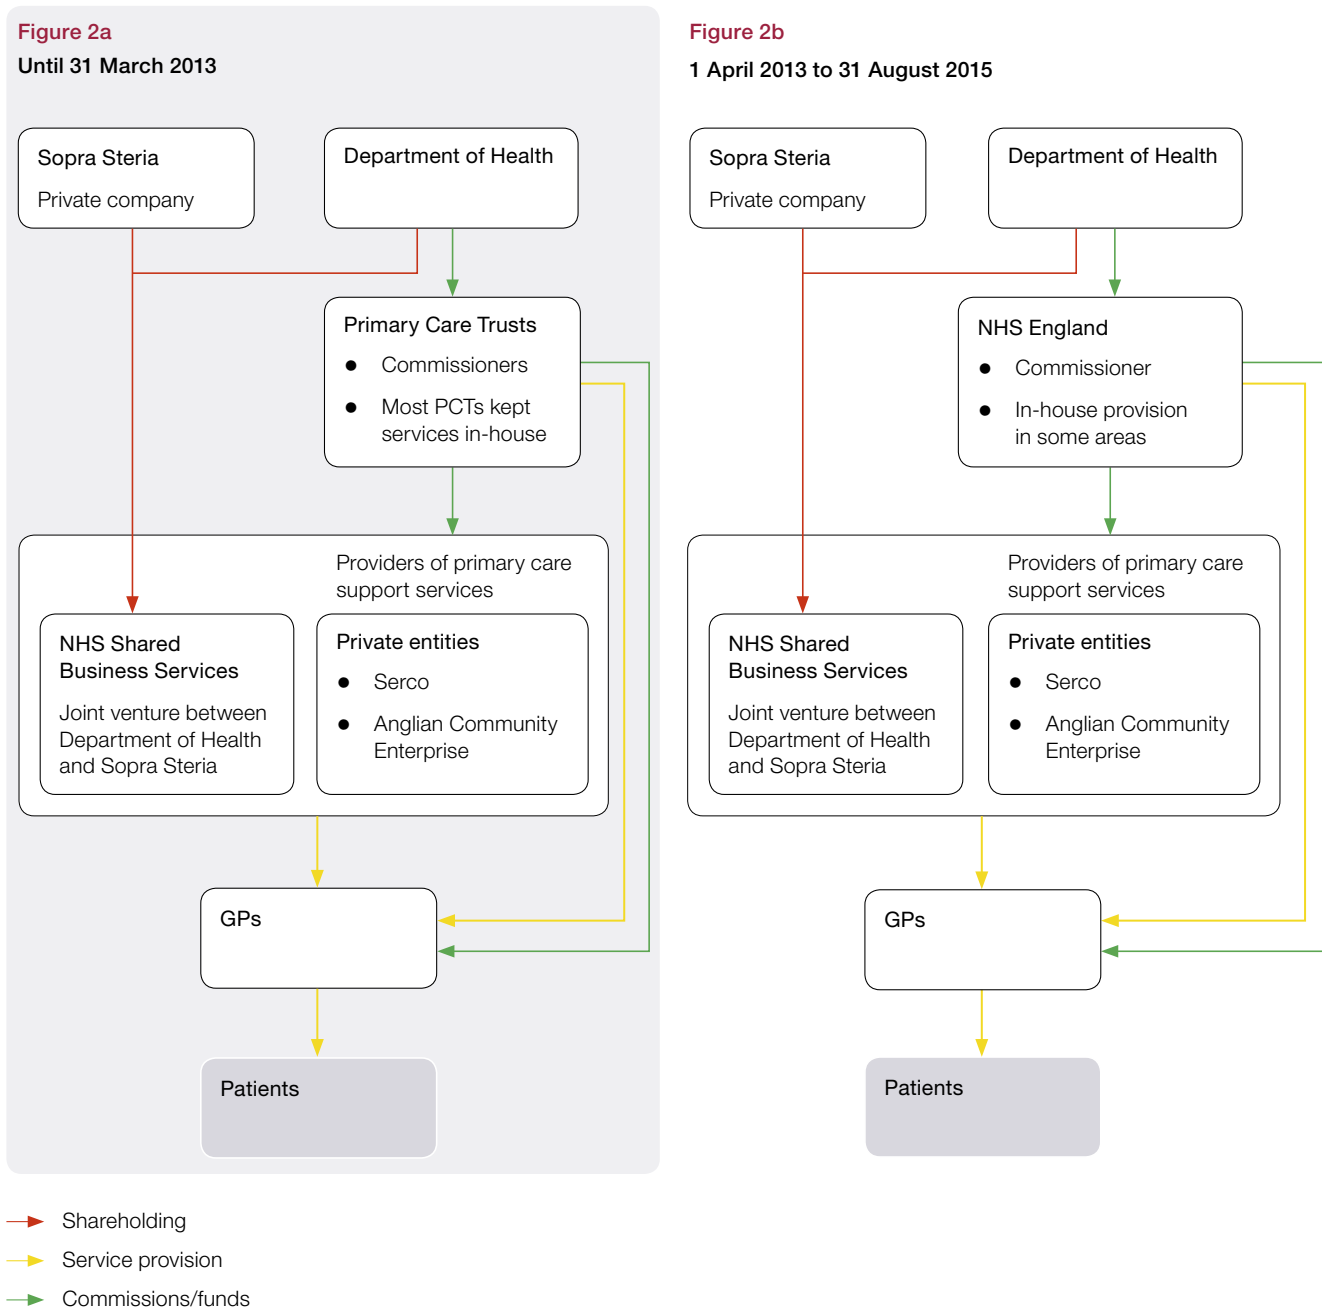 Figure 2a
Until 31 March 2013
Sopra Steria
Private company
Department of Health
Primary Care Trusts
● Commissioners
● Most PCTs kept
services in-house
Providers of primary care
support services
NHS Shared
Business Services
Joint venture between
Department of Health
and Sopra Steria
Private entities
● Serco
● Anglian Community
Enterprise
GPs
Patients
Figure 2b
1 April 2013 to 31 August 2015
Sopra Steria
Private company
Department of Health
NHS England
● Commissioner
● In-house provision
in some areas
Providers of primary care
support services
NHS Shared
Business Services
Joint venture between
Department of Health
and Sopra Steria
Private entities
● Serco
● Anglian Community
Enterprise
GPs
Patients
Shareholding
Service provision
Commissions/funds